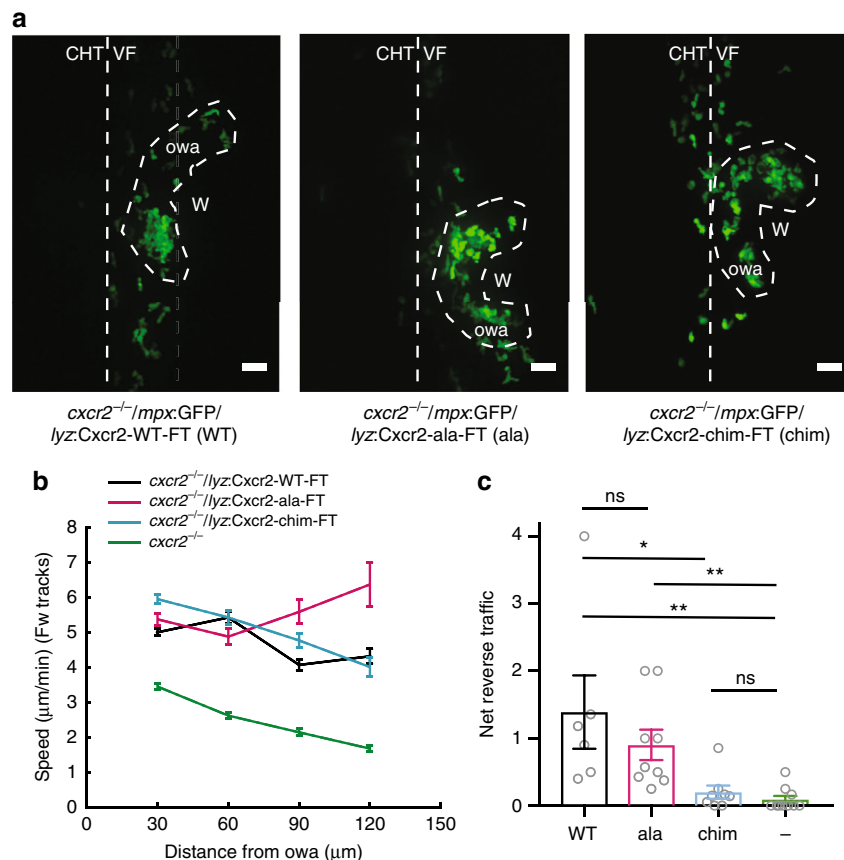 a
CHT VF
owa
W
CHT VF
W
owa
CHT VF
W
owa
cxcr2–/–/mpx:GFP/
lyz:Cxcr2-WT-FT (WT)
cxcr2–/–/mpx:GFP/
lyz:Cxcr2-ala-FT (ala)
cxcr2–/–/mpx:GFP/
lyz:Cxcr2-chim-FT (chim)
b
cxcr2–/–/lyz:Cxcr2-WT-FT
cxcr2–/–/lyz:Cxcr2-ala-FT
cxcr2–/–/lyz:Cxcr2-chim-FT
cxcr2–/–
Speed (μm/min) (Fw tracks)
8
7
6
5
4
3
2
1
0
0 30 60 90 120 150
Distance from owa (μm)
c
ns
*
**
**
ns
Net reverse traffic
4
3
2
1
0
WT ala chim –